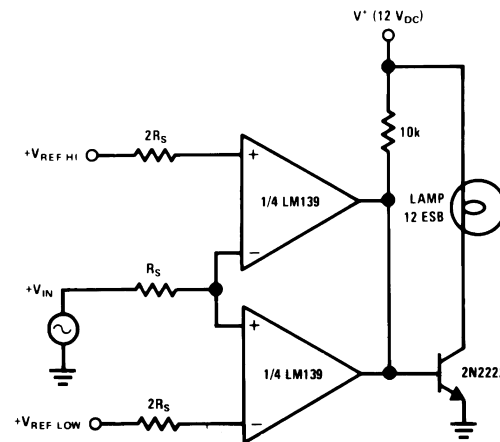 V⁺ (12 V_DC)
2R_S
10k
+V_REF HI
+
1/4 LM139
LAMP
12 ESB
−
R_S
+V_IN
+
1/4 LM139
2N222
2R_S
−
+V_REF LOW